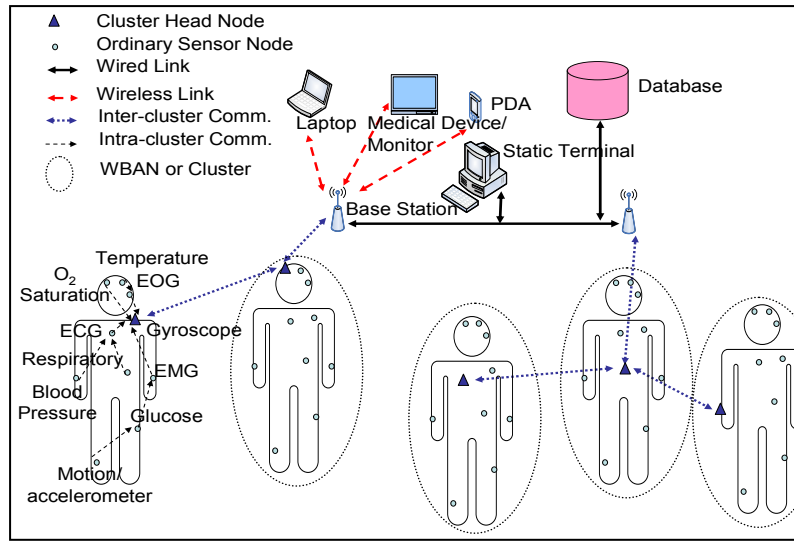 Cluster Head Node
Ordinary Sensor Node
Wired Link
Wireless Link
Inter-cluster Comm.
Intra-cluster Comm.
WBAN or Cluster
Laptop
Medical Device/
Monitor
PDA
Database
Static Terminal
Base Station
Temperature
O2
Saturation
EOG
ECG
Gyroscope
Respiratory
EMG
Blood
Pressure
Glucose
Motion/
accelerometer